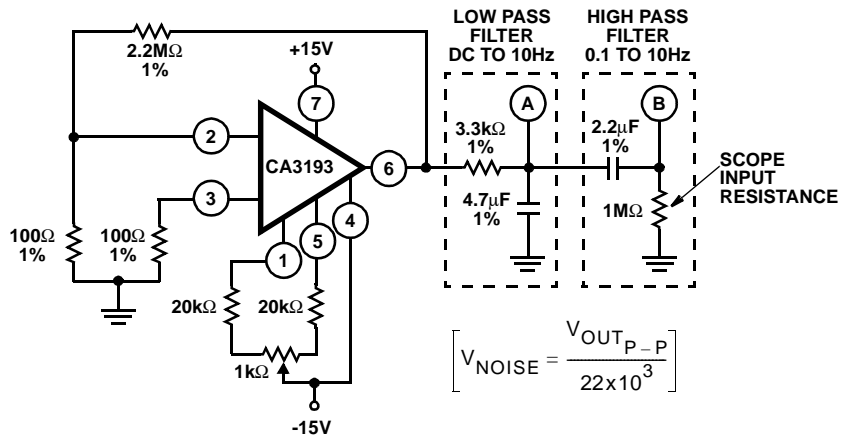 LOW PASS
FILTER
DC TO 10Hz
HIGH PASS
FILTER
0.1 TO 10Hz
2.2MΩ
1%
+15V
7
A
B
2
3.3kΩ
1%
2.2µF
1%
CA3193
6
SCOPE
INPUT
RESISTANCE
3
4
4.7µF
1%
1MΩ
100Ω
1%
100Ω
1%
1
5
20kΩ
20kΩ
1kΩ
-15V
[V_NOISE = V_OUT_P–P / 22x10^3]